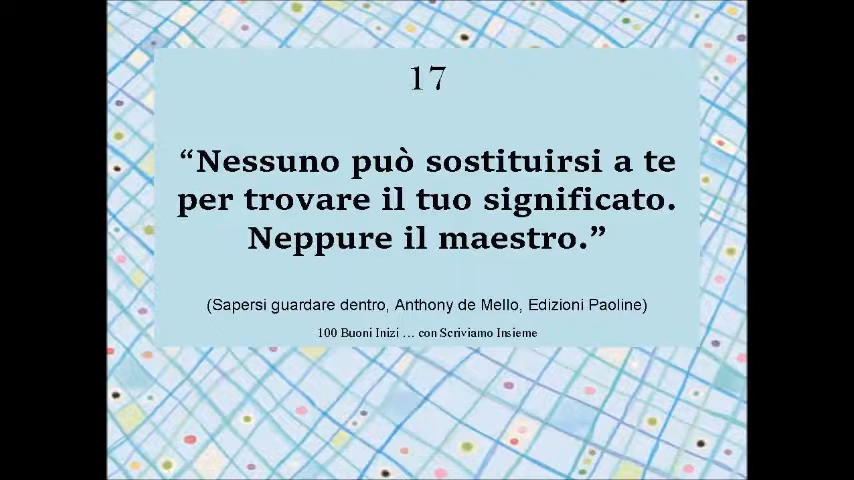 17
“Nessuno può sostituirsi a te
per trovare il tuo significato.
Neppure il maestro.”
(Sapersi guardare dentro, Anthony de Mello, Edizioni Paoline)
100 Buoni Inizi … con Scriviamo Insieme